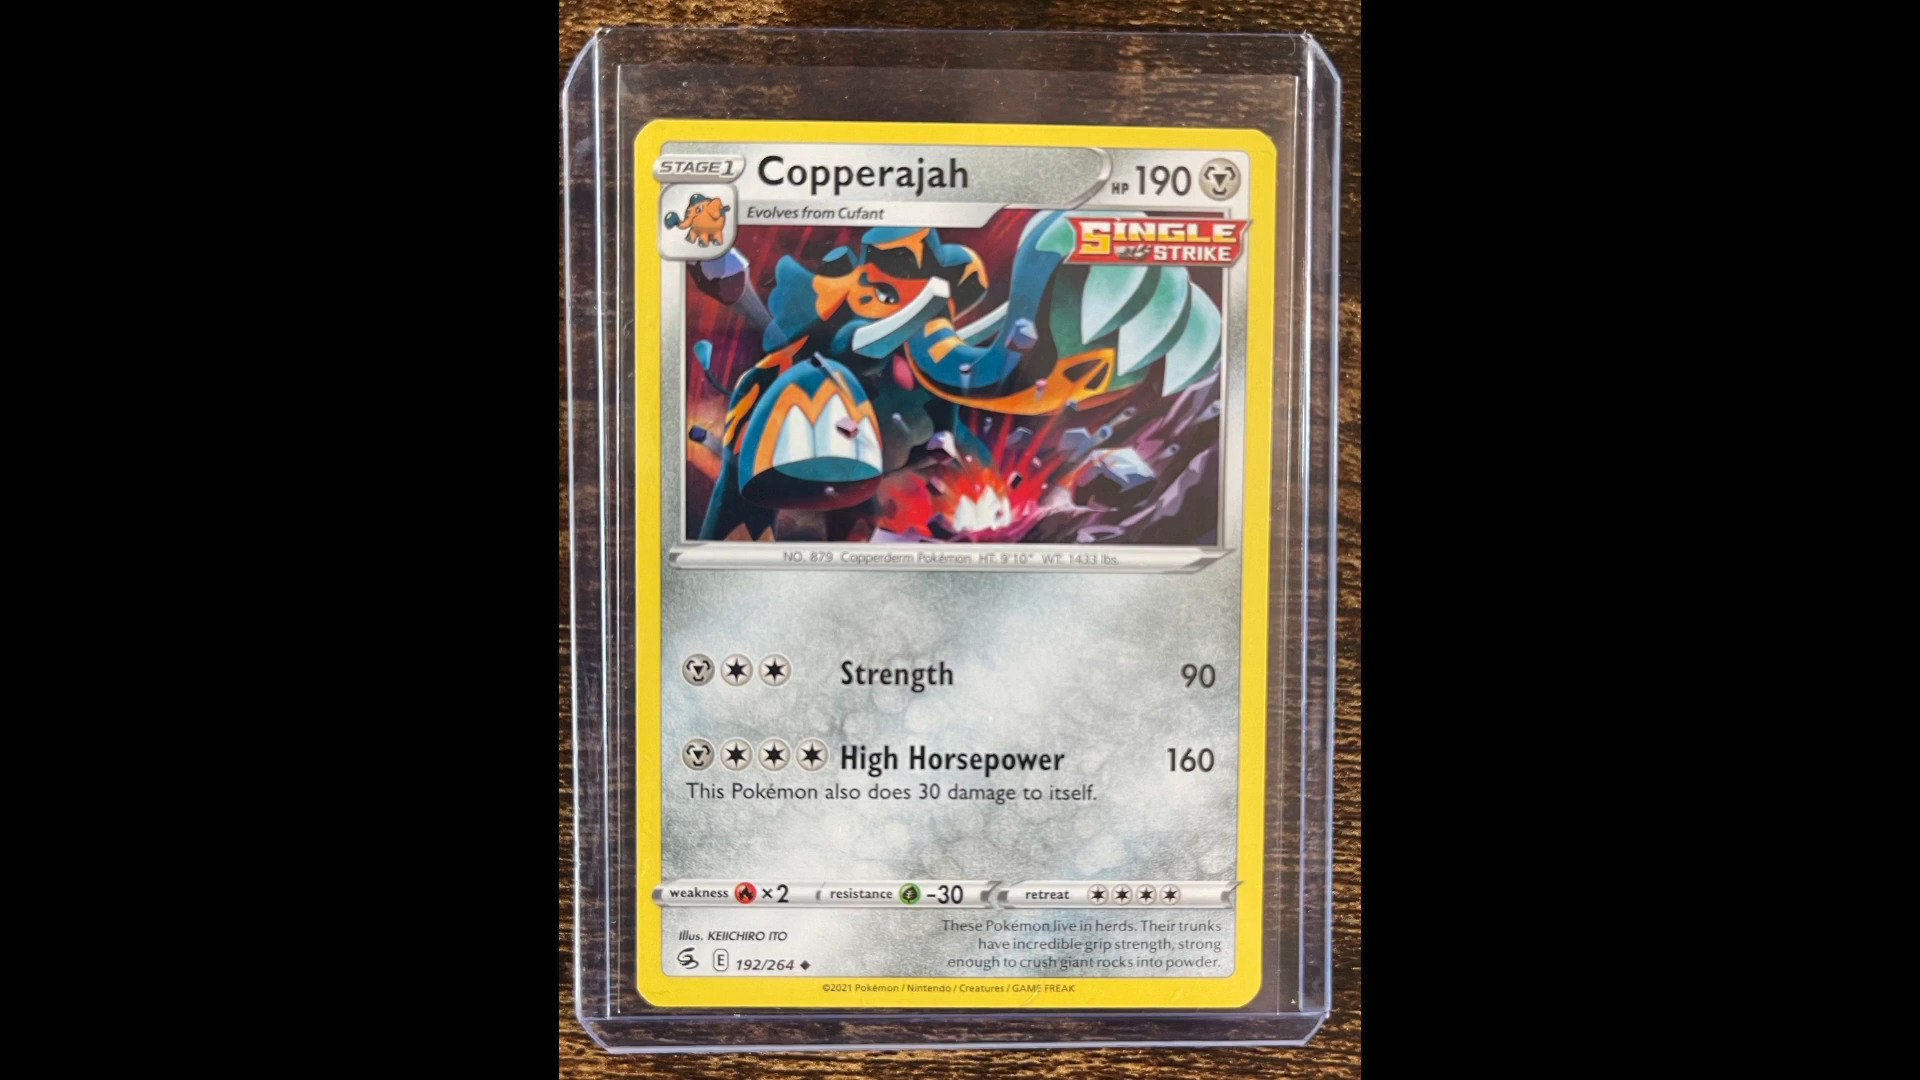 STAGE 1
Copperajah
HP 190
Evolves from Cufant
SINGLE
STRIKE
NO. 879 Copperderm Pokémon HT: 9'10" WT: 1433 lbs.
Strength 90
High Horsepower 160
This Pokémon also does 30 damage to itself.
weakness ×2 resistance -30 retreat
Illus. KEIICHIRO ITO
These Pokémon live in herds. Their trunks
have incredible grip strength, strong
enough to crush giant rocks into powder.
E 192/264
©2021 Pokémon / Nintendo / Creatures / GAME FREAK